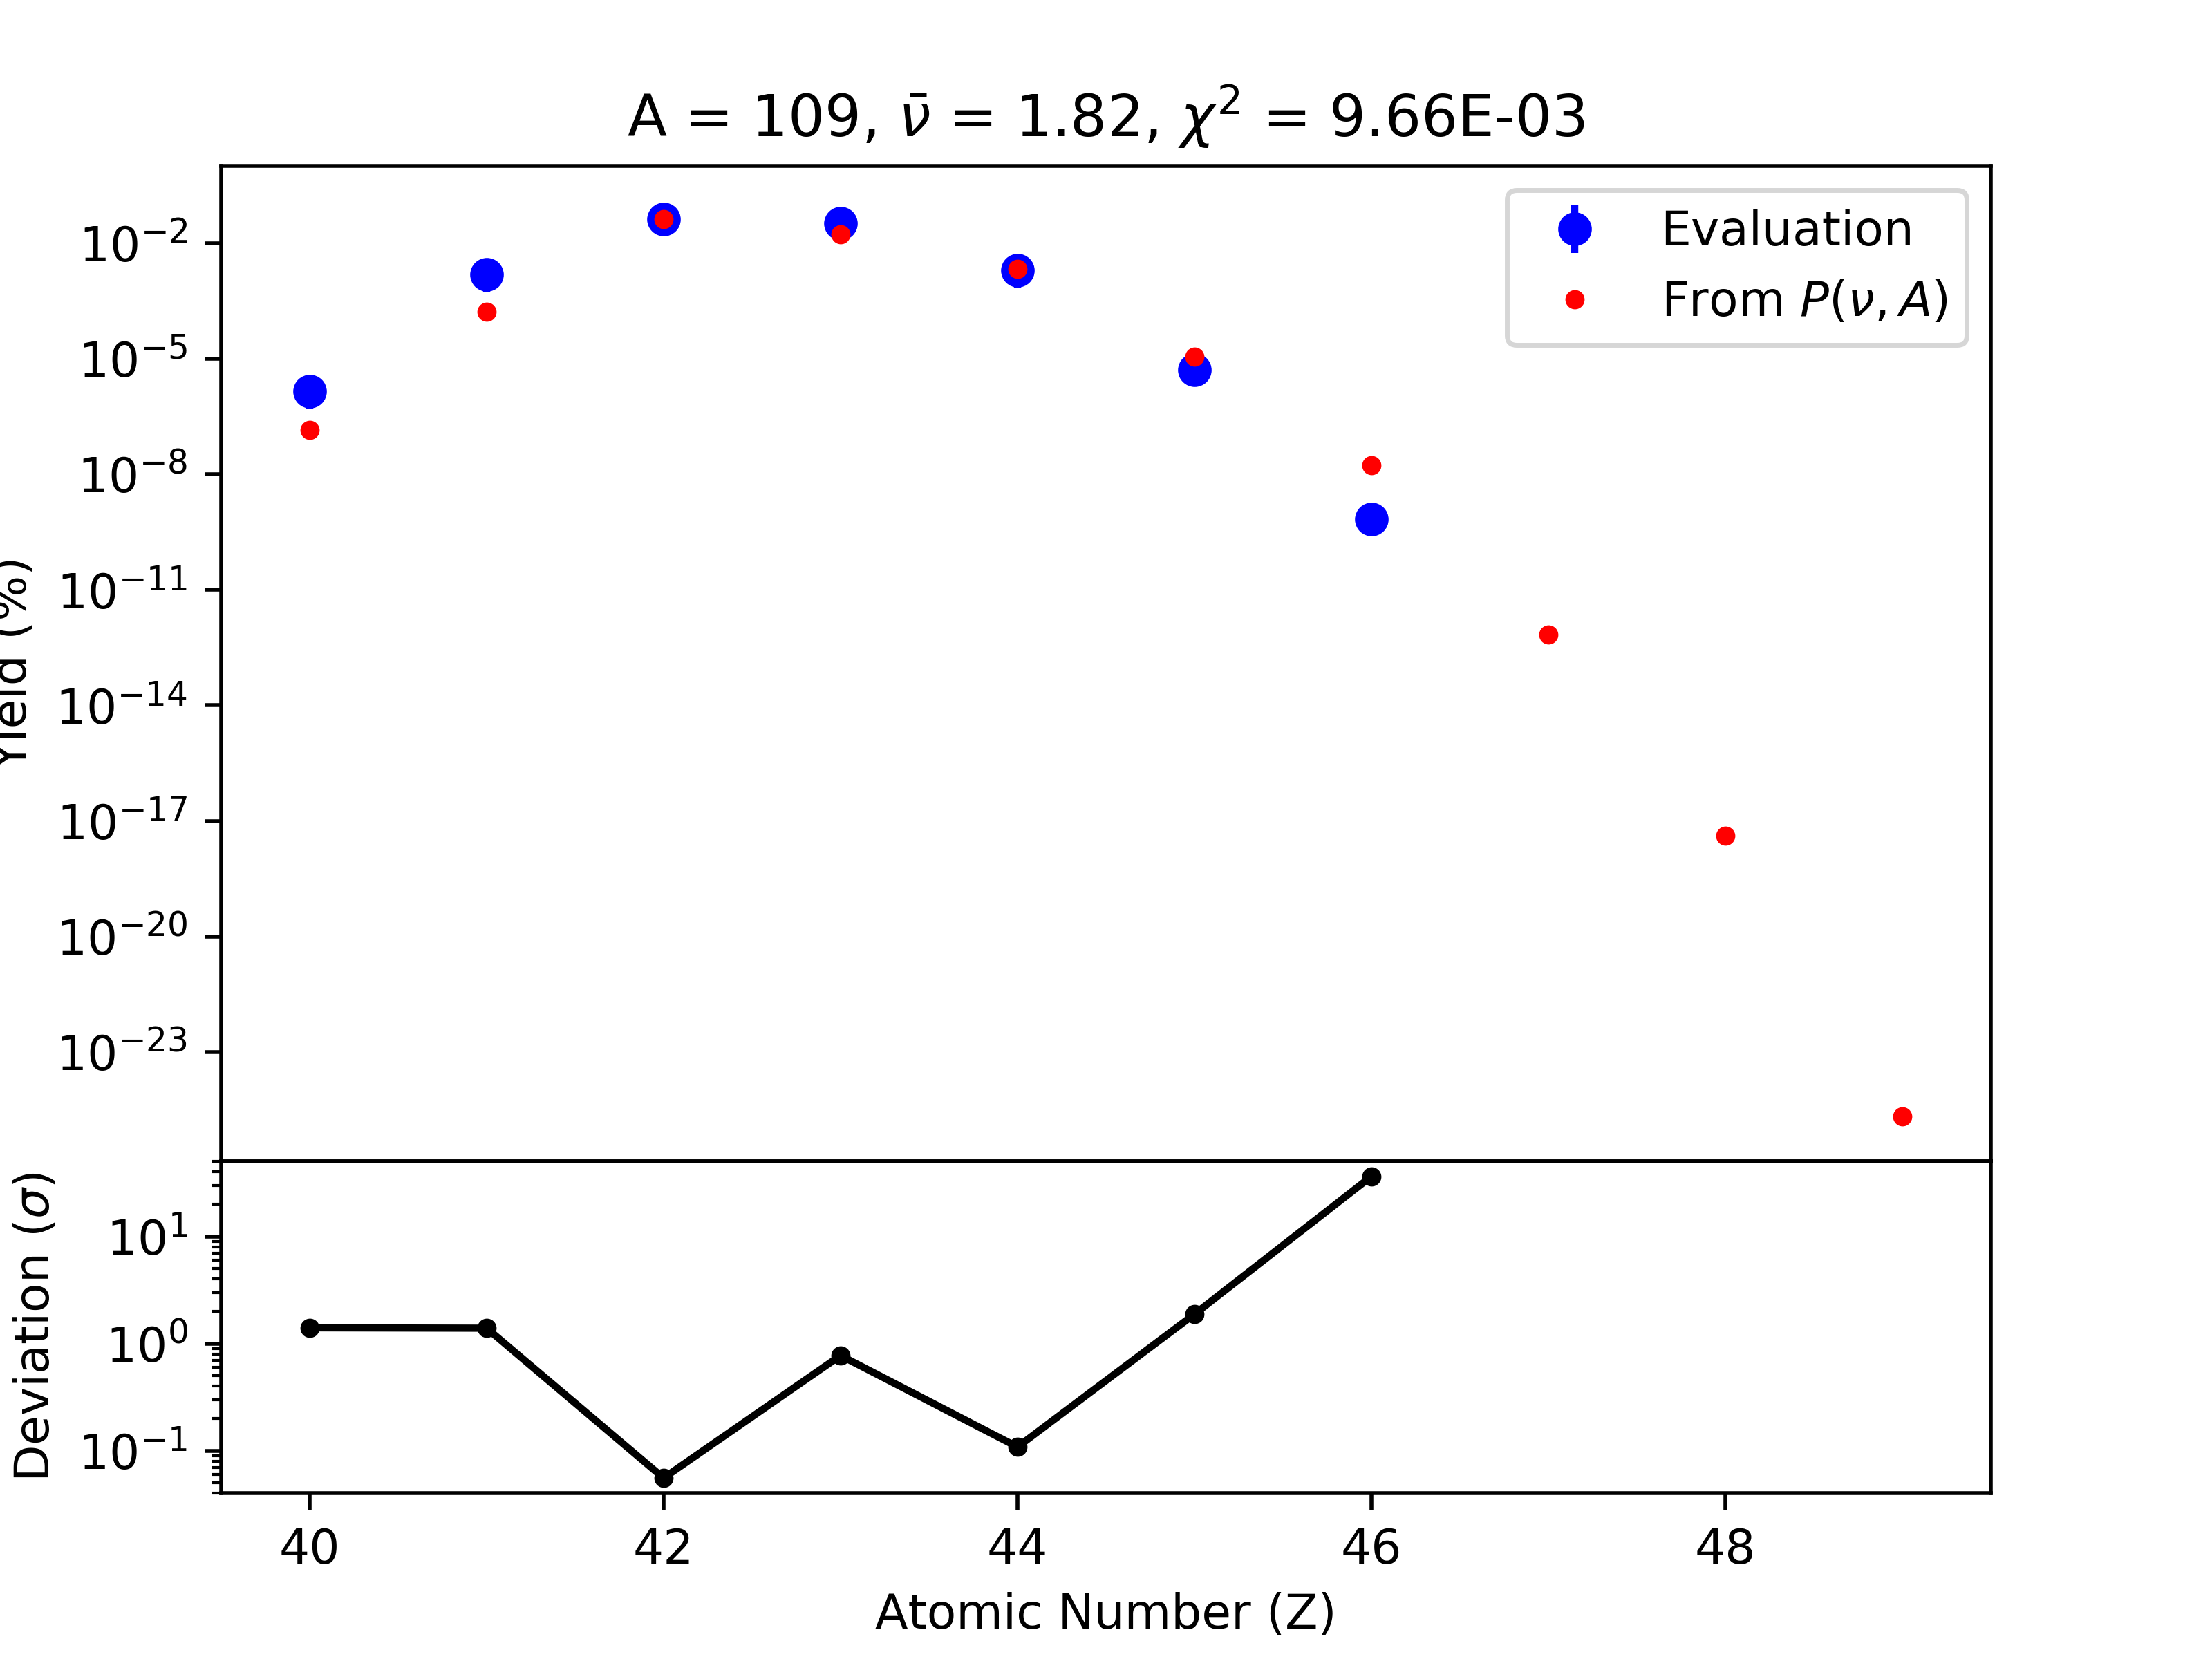 A = 109, ν̄ = 1.82, χ² = 9.66E-03
Evaluation
From P(ν, A)
10⁻²
10⁻⁵
10⁻⁸
10⁻¹¹
10⁻¹⁴
10⁻¹⁷
10⁻²⁰
10⁻²³
Yield (%)
10¹
10⁰
10⁻¹
Deviation (σ)
40 42 44 46 48
Atomic Number (Z)